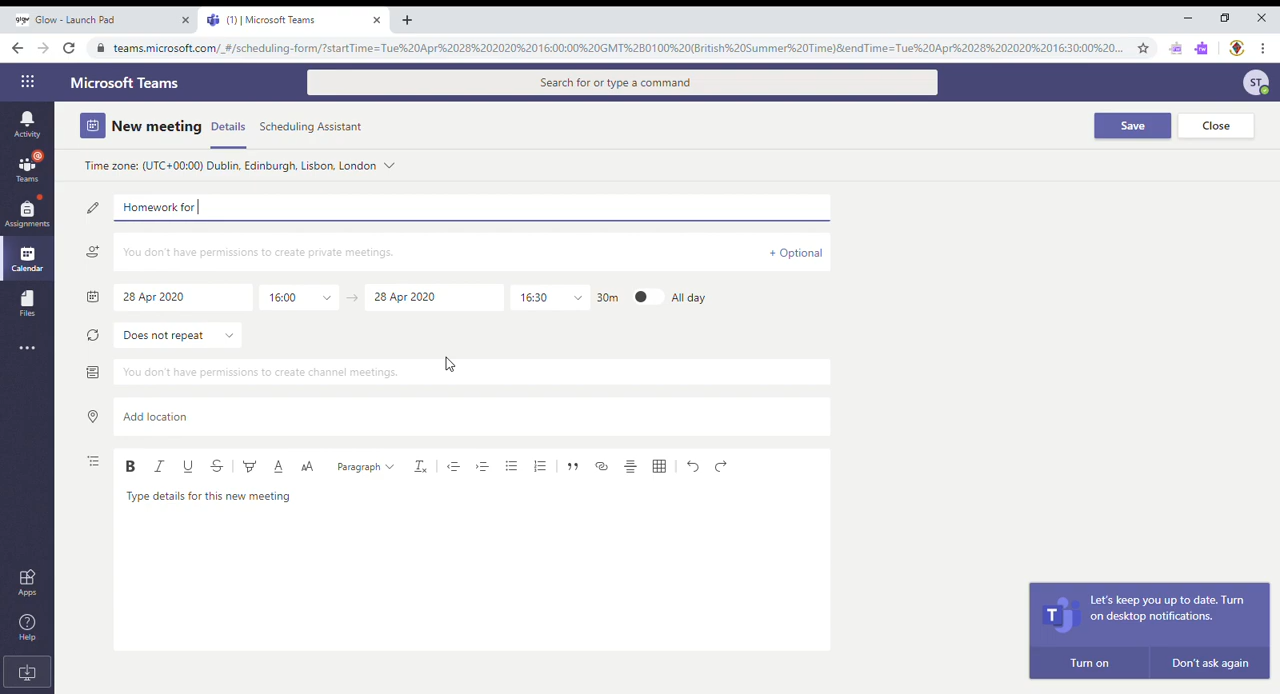 glow Glow - Launch Pad
(1) | Microsoft Teams
teams.microsoft.com/_#/scheduling-form/?startTime=Tue%20Apr%2028%202020%2016:00:00%20GMT%2B0100%20(British%20Summer%20Time)&endTime=Tue%20Apr%2028%202020%2016:30:00%20...
Microsoft Teams
Search for or type a command
ST
Activity
Teams
Assignments
Calendar
Files
Apps
Help
New meeting Details Scheduling Assistant
Save Close
Time zone: (UTC+00:00) Dublin, Edinburgh, Lisbon, London
Homework for
You don't have permissions to create private meetings. + Optional
28 Apr 2020 16:00 → 28 Apr 2020 16:30 30m All day
Does not repeat
You don't have permissions to create channel meetings.
Add location
B I U S A AA Paragraph
Type details for this new meeting
T
Let's keep you up to date. Turn
on desktop notifications.
Turn on Don't ask again